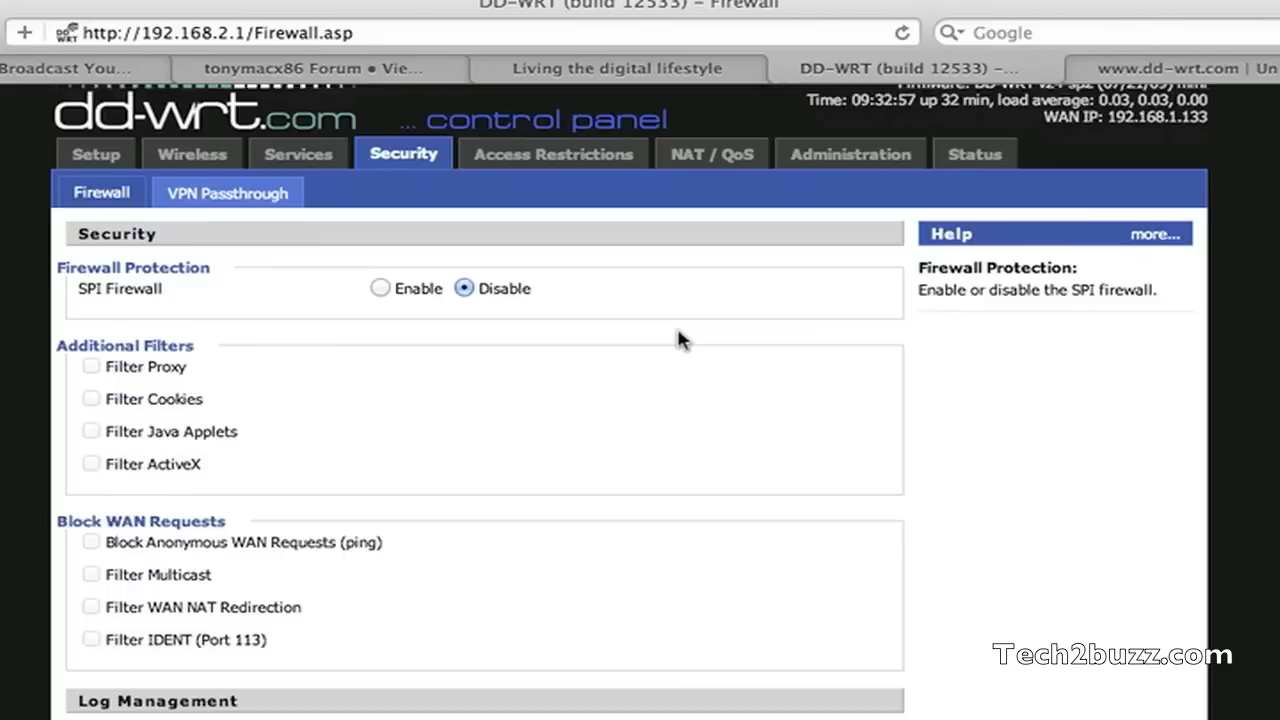 DD-WRT (build 12533) - Firewall
http://192.168.2.1/Firewall.asp
Google
Broadcast You...
tonymacx86 Forum • Vie...
Living the digital lifestyle
DD-WRT (build 12533) –...
www.dd-wrt.com | Un
dd-wrt.com
... control panel
Time: 09:32:57 up 32 min, load average: 0.03, 0.03, 0.00
WAN IP: 192.168.1.133
Setup
Wireless
Services
Security
Access Restrictions
NAT / QoS
Administration
Status
Firewall
VPN Passthrough
Security
Firewall Protection
SPI Firewall
Enable
Disable
Additional Filters
Filter Proxy
Filter Cookies
Filter Java Applets
Filter ActiveX
Block WAN Requests
Block Anonymous WAN Requests (ping)
Filter Multicast
Filter WAN NAT Redirection
Filter IDENT (Port 113)
Log Management
Help
more...
Firewall Protection:
Enable or disable the SPI firewall.
Tech2buzz.com